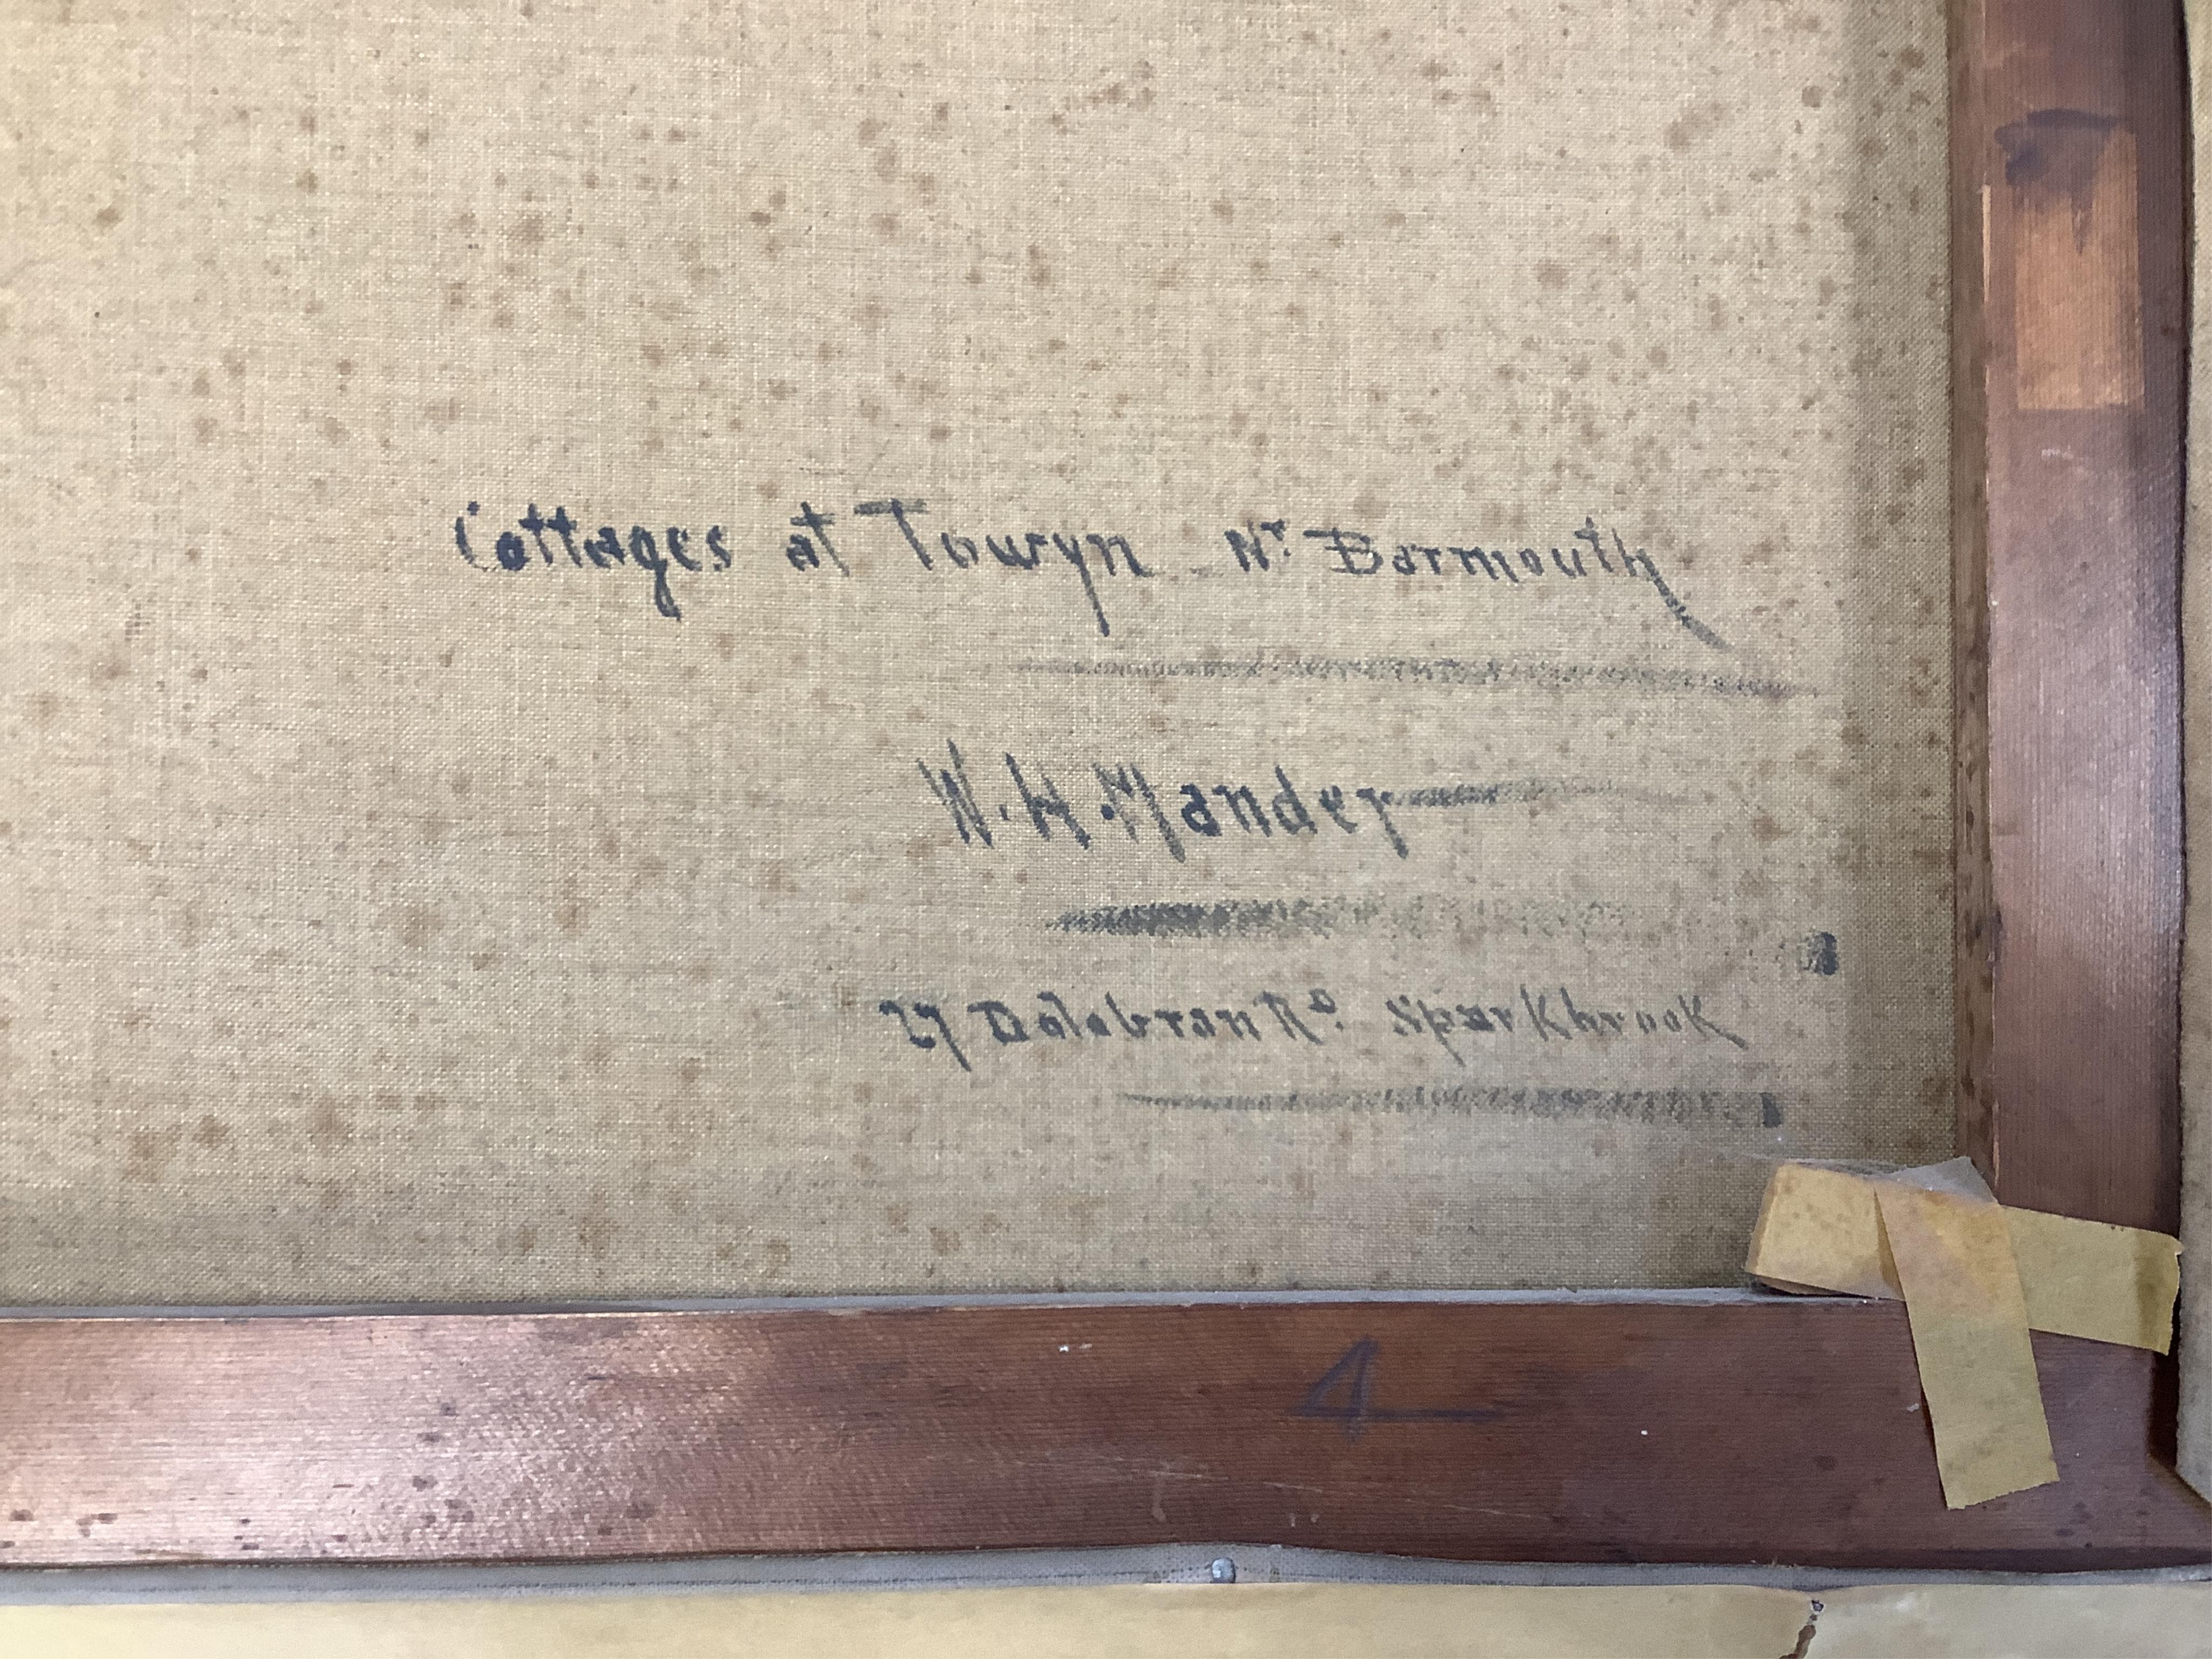 Cottages at Towyn - Nr Barmouth
W. H. Mander
27 Dolobran Rd. Sparkbrook
4